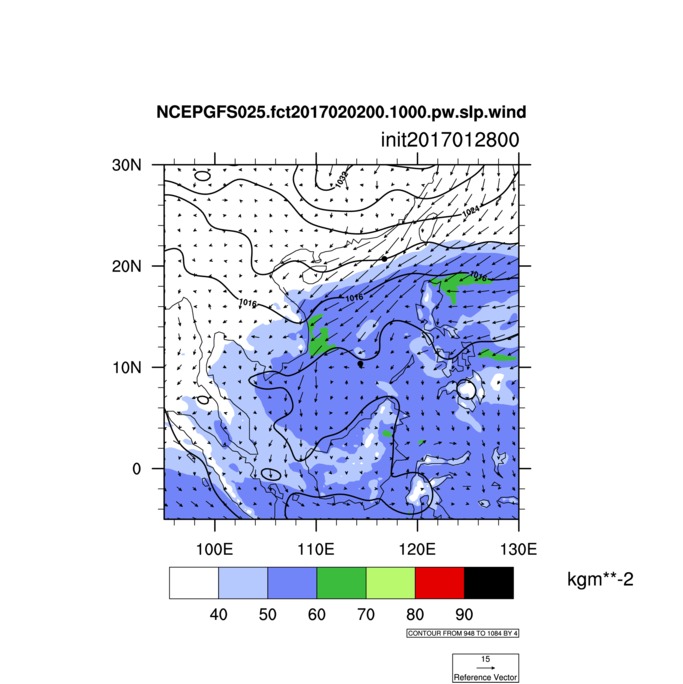 NCEPGFS025.fct2017020200.1000.pw.slp.wind
init2017012800
30N
1032
1024
20N
1016
1016
1016
10N
0
100E 110E 120E 130E
kgm**-2
40 50 60 70 80 90
CONTOUR FROM 948 TO 1084 BY 4
15
Reference Vector